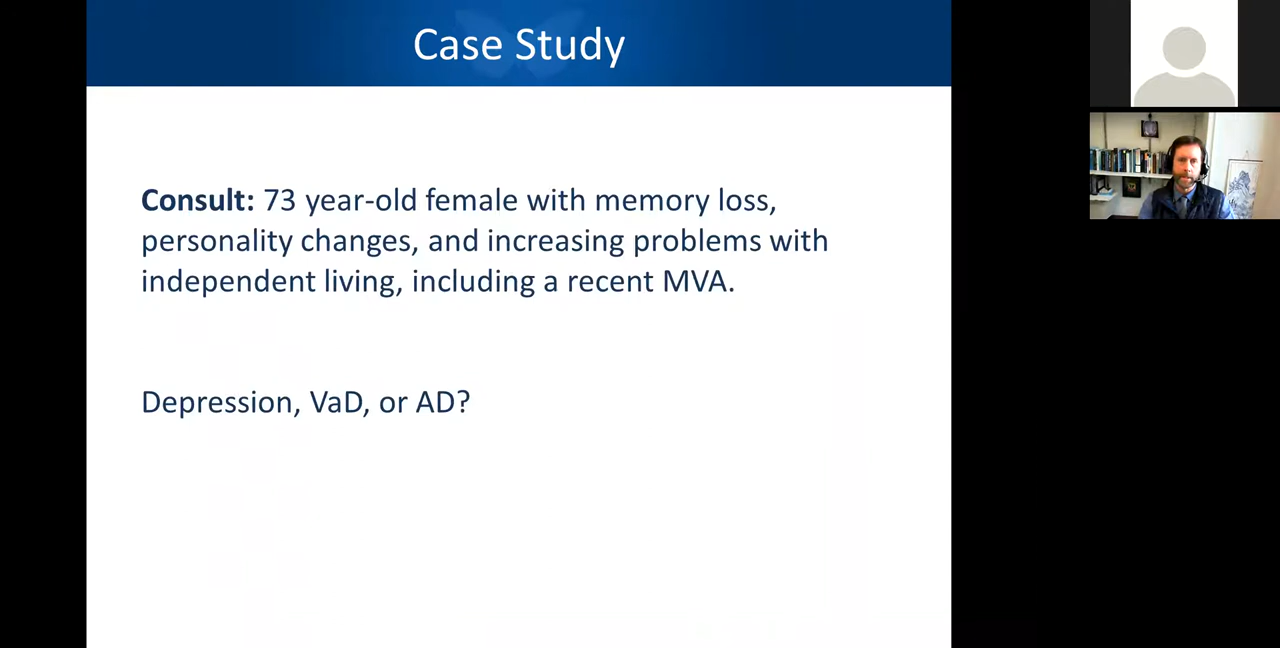 Case Study
Consult: 73 year-old female with memory loss,
personality changes, and increasing problems with
independent living, including a recent MVA.
Depression, VaD, or AD?